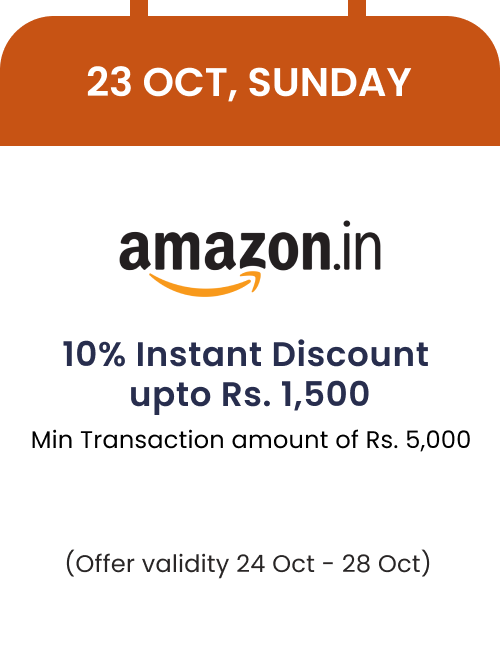 23 OCT, SUNDAY
amazon.in
10% Instant Discount
upto Rs. 1,500
Min Transaction amount of Rs. 5,000
(Offer validity 24 Oct - 28 Oct)